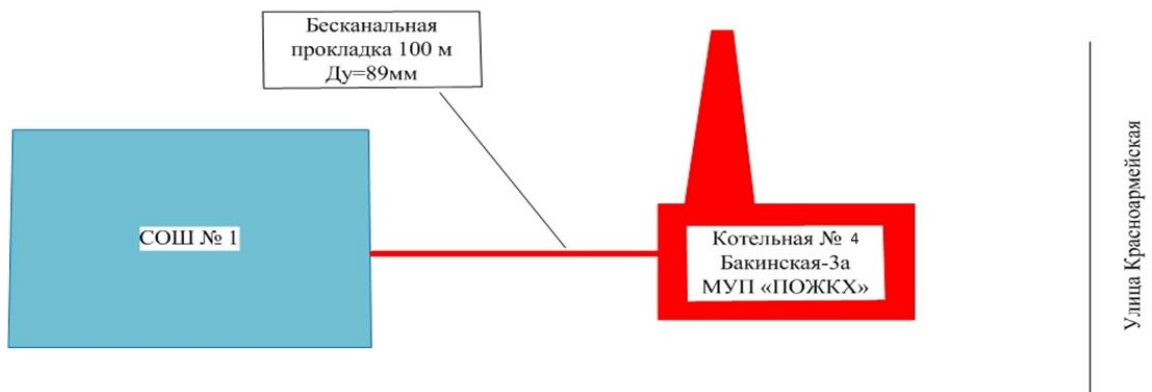 Бесканальная
прокладка 100 м
Ду=89мм
СОШ № 1
Котельная № 4
Бакинская-3а
МУП «ПОЖКХ»
Улица Красноармейская